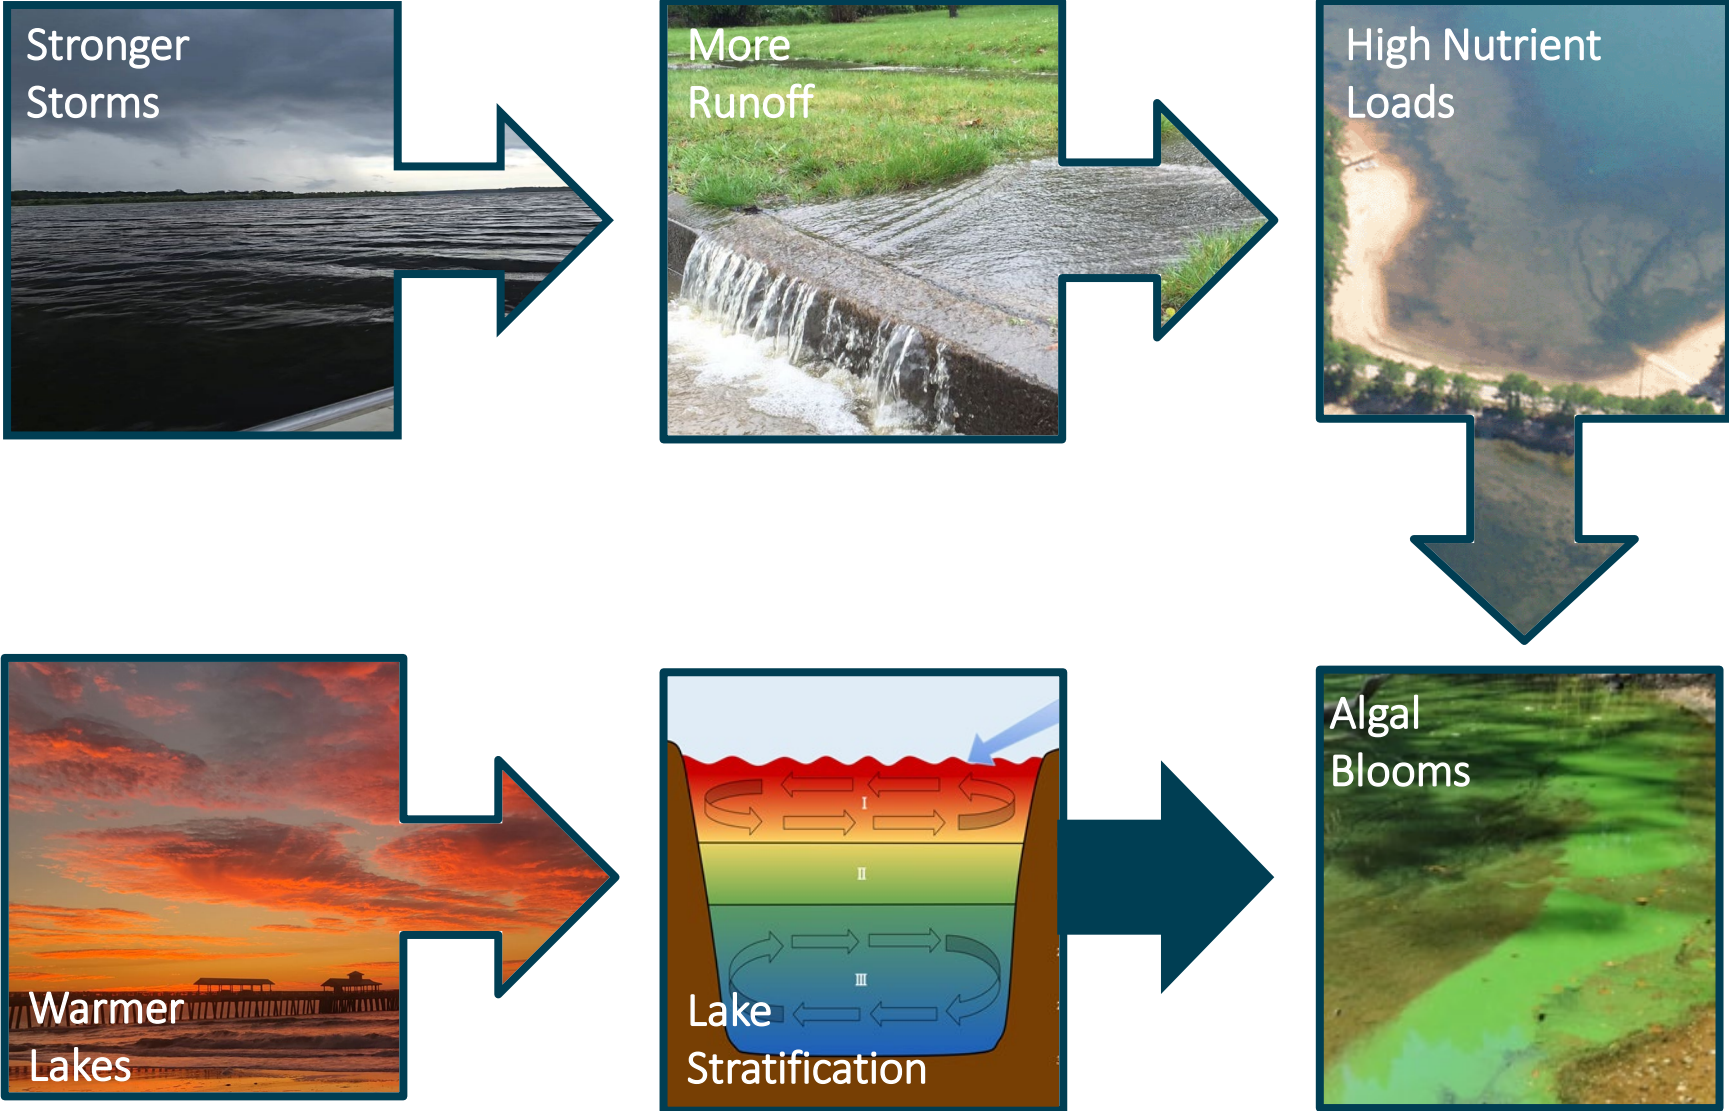 Stronger
Storms
More
Runoff
High Nutrient
Loads
Warmer
Lakes
I
II
III
Lake
Stratification
Algal
Blooms